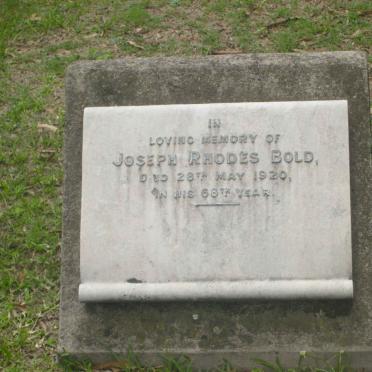 IN
LOVING MEMORY OF
JOSEPH RHODES BOLD,
DIED 28TH MAY 1920,
IN HIS 68TH YEAR.